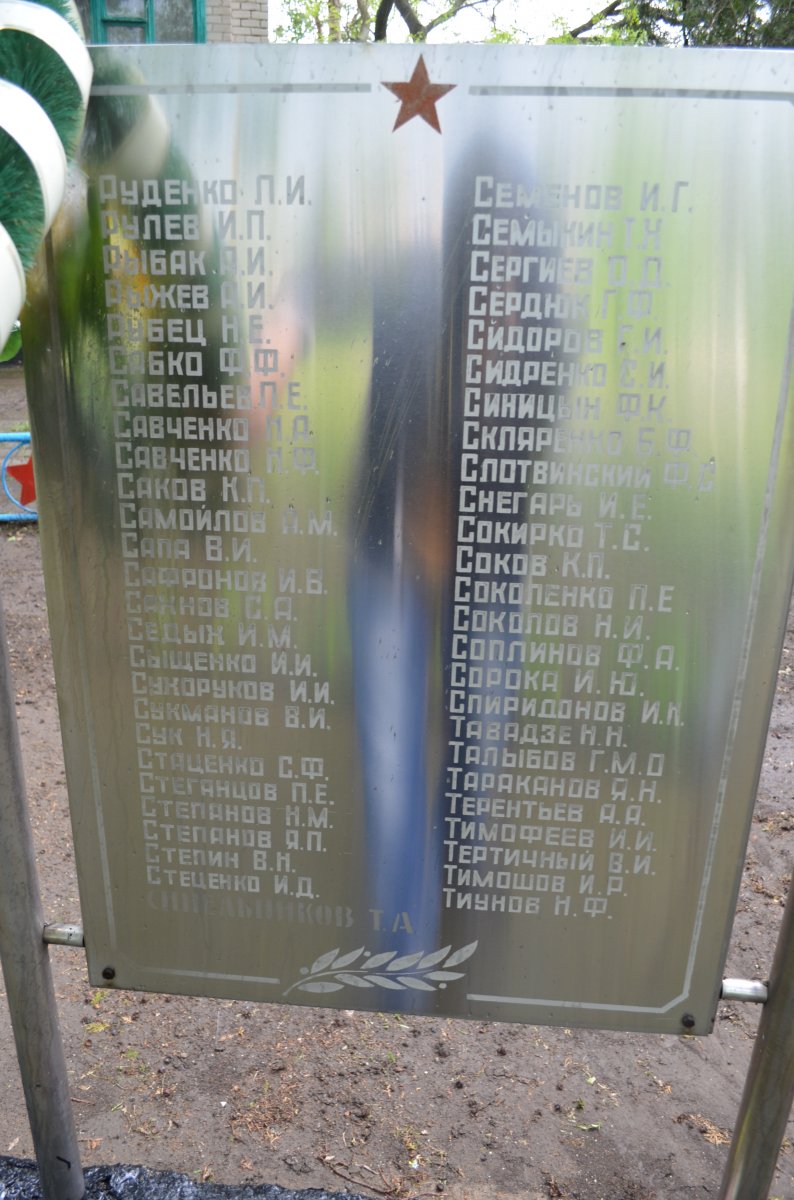 Руденко Л.И.
Рулев И.П.
Рыбак А.И.
Рыжев А.И.
Рубец Н.Е.
Сабко Ф.Ф.
Савельев П.Е.
Савченко Н.А.
Савченко Н.Ф.
Саков К.П.
Самойлов А.М.
Сапа В.И.
Сафронов И.В.
Сахнов С.А.
Седых И.М.
Сыщенко И.И.
Сухоруков И.И.
Сукманов В.И.
Сук Н.Я.
Стаценко С.Ф.
Стеганцов П.Е.
Степанов Н.М.
Степанов Я.П.
Степин В.Н.
Стеценко И.Д.
Синельников Т.А
Семенов И.Г.
Семыкин Т.К
Сергиев О.Д.
Сердюк Г.Ф.
Сидоров Г.И.
Сидренко С.И.
Синицын Ф.К.
Скляренко Б.Ф.
Слотвинский Ф.С
Снегарь И.Е.
Сокирко Т.С.
Соков К.П.
Соколенко П.Е
Соколов Н.И.
Соплинов Ф.А.
Сорока И.Ю.
Спиридонов И.К
Тавадзе Н.Н.
Талыбов Г.М.О
Тараканов Я.Н.
Терентьев А.А.
Тимофеев И.И.
Тертичный В.И.
Тимошов И.Р.
Тиунов Н.Ф.